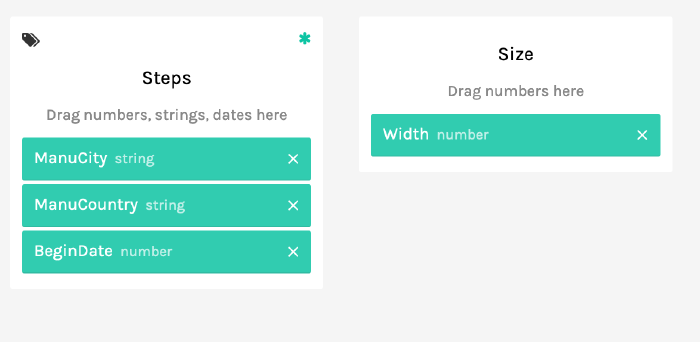 Steps
Drag numbers, strings, dates here
ManuCity string
ManuCountry string
BeginDate number
Size
Drag numbers here
Width number